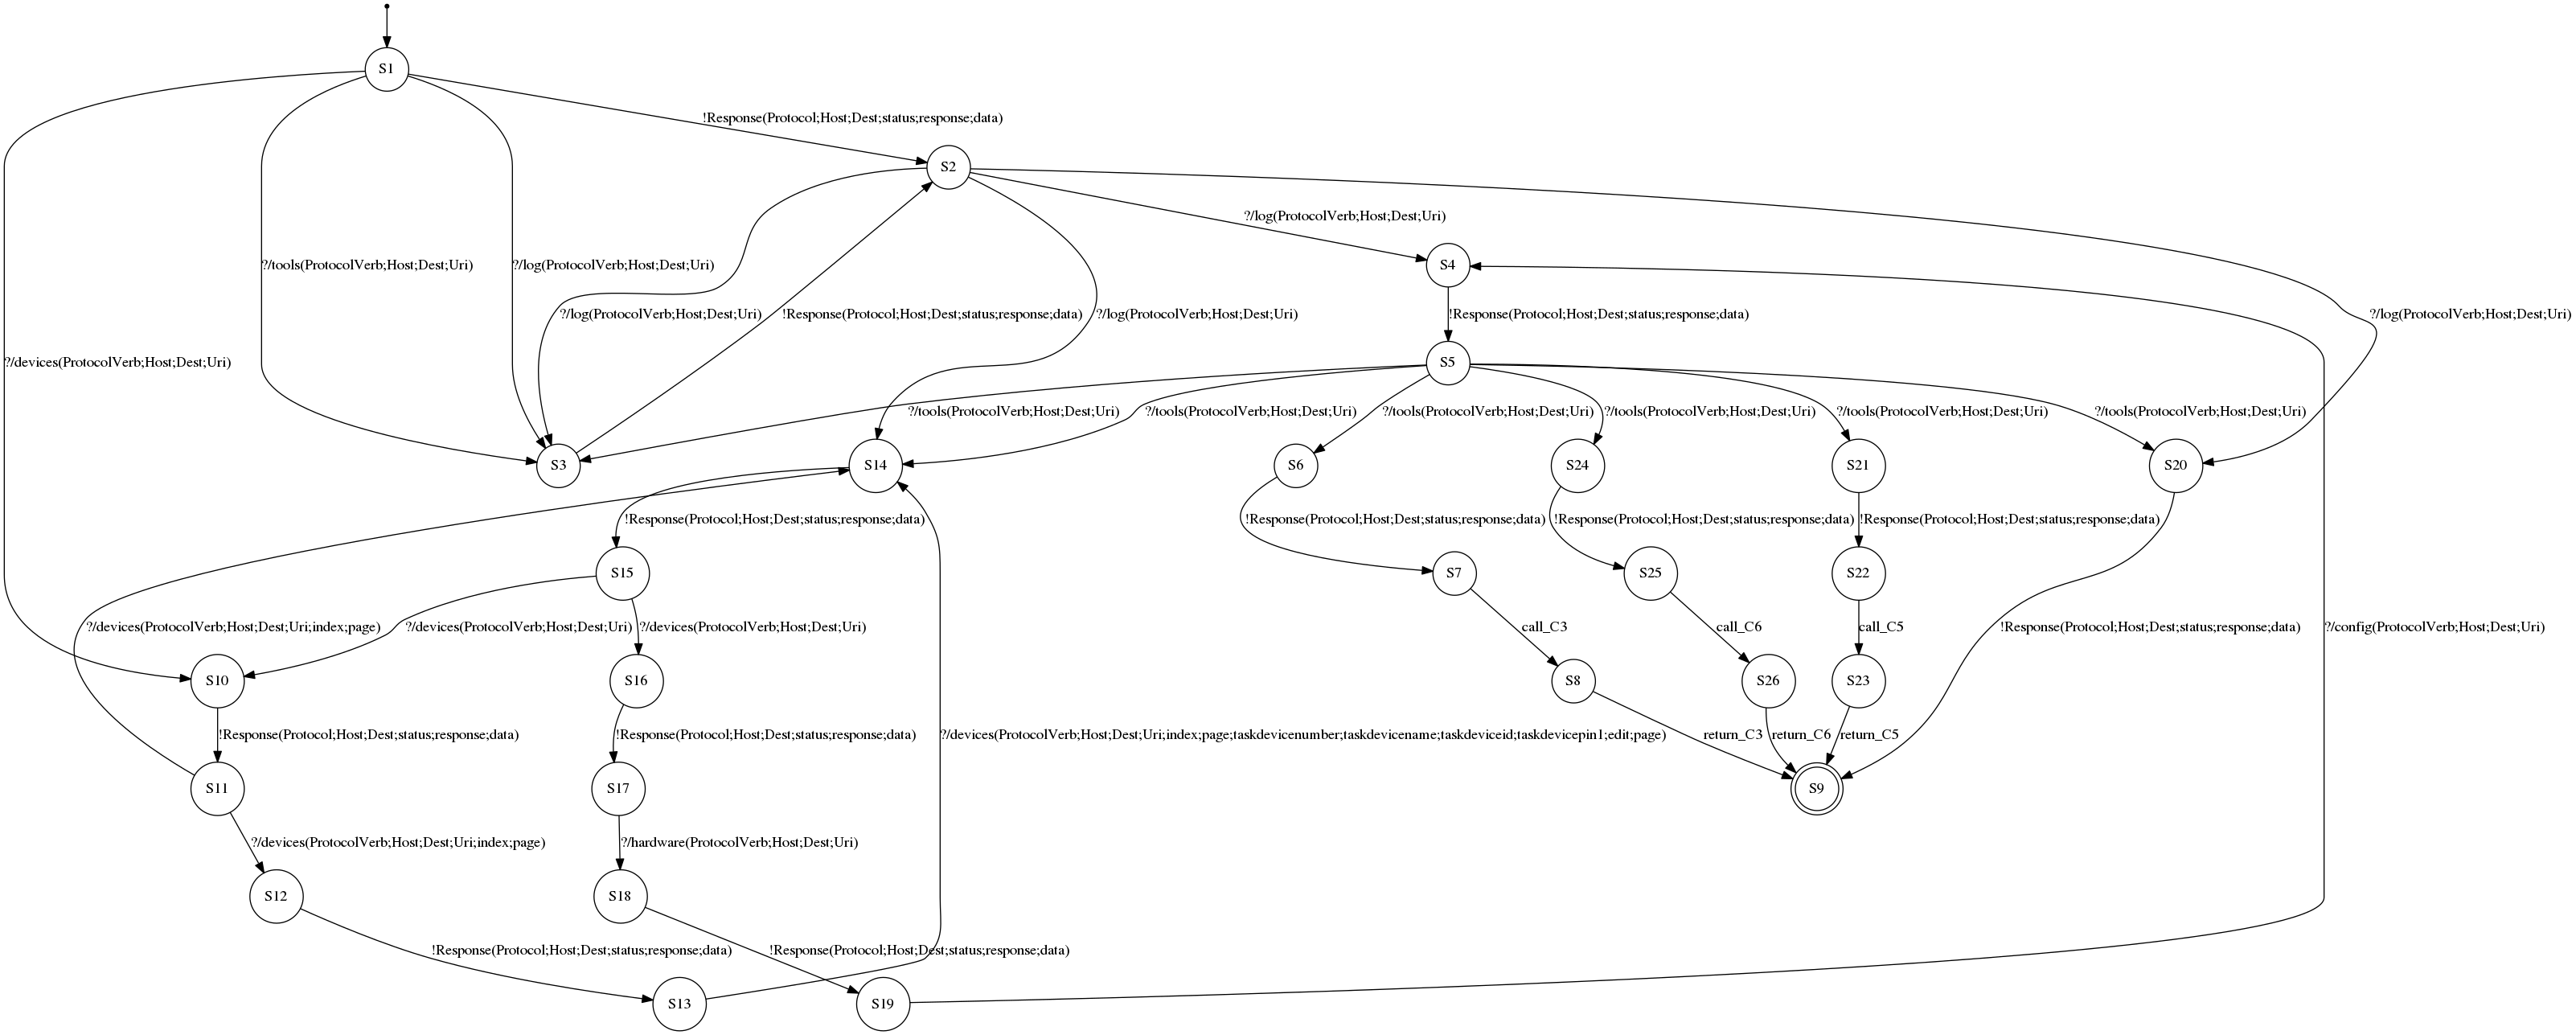 S1
!Response(Protocol;Host;Dest;status;response;data)
S2
?/log(ProtocolVerb;Host;Dest;Uri)
?/tools(ProtocolVerb;Host;Dest;Uri)
?/log(ProtocolVerb;Host;Dest;Uri)
S4
?/log(ProtocolVerb;Host;Dest;Uri)
!Response(Protocol;Host;Dest;status;response;data)
?/log(ProtocolVerb;Host;Dest;Uri)
!Response(Protocol;Host;Dest;status;response;data)
?/log(ProtocolVerb;Host;Dest;Uri)
?/devices(ProtocolVerb;Host;Dest;Uri)
S5
?/tools(ProtocolVerb;Host;Dest;Uri)
?/tools(ProtocolVerb;Host;Dest;Uri)
?/tools(ProtocolVerb;Host;Dest;Uri)
?/tools(ProtocolVerb;Host;Dest;Uri)
?/tools(ProtocolVerb;Host;Dest;Uri)
?/tools(ProtocolVerb;Host;Dest;Uri)
S3
S14
S6
S24
S21
S20
!Response(Protocol;Host;Dest;status;response;data)
!Response(Protocol;Host;Dest;status;response;data)
!Response(Protocol;Host;Dest;status;response;data)
!Response(Protocol;Host;Dest;status;response;data)
S15
S7
S25
S22
?/devices(ProtocolVerb;Host;Dest;Uri;index;page)
?/devices(ProtocolVerb;Host;Dest;Uri)
?/devices(ProtocolVerb;Host;Dest;Uri)
call_C3
call_C6
call_C5
!Response(Protocol;Host;Dest;status;response;data)
?/config(ProtocolVerb;Host;Dest;Uri)
S10
S16
S8
S26
S23
!Response(Protocol;Host;Dest;status;response;data)
!Response(Protocol;Host;Dest;status;response;data)
?/devices(ProtocolVerb;Host;Dest;Uri;index;page;taskdevicenumber;taskdevicename;taskdeviceid;taskdevicepin1;edit;page)
return_C3
return_C6
return_C5
S11
S17
S9
?/devices(ProtocolVerb;Host;Dest;Uri;index;page)
?/hardware(ProtocolVerb;Host;Dest;Uri)
S12
S18
!Response(Protocol;Host;Dest;status;response;data)
!Response(Protocol;Host;Dest;status;response;data)
S13
S19